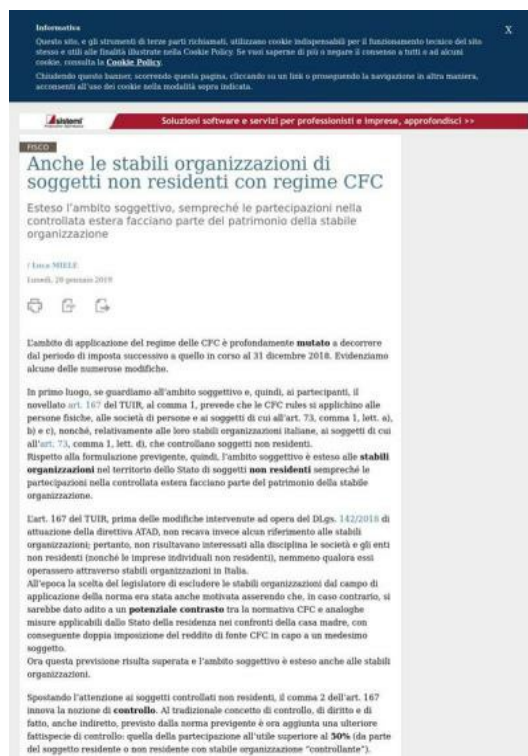 Informativa
X
Questo sito, e gli strumenti di terze parti richiamati, utilizzano cookie indispensabili per il funzionamento tecnico del sito
stesso e utili alle finalità illustrate nella Cookie Policy. Se vuoi saperne di più o negare il consenso a tutti o ad alcuni
cookie, consulta la Cookie Policy.
Chiudendo questo banner, scorrendo questa pagina, cliccando su un link o proseguendo la navigazione in altra maniera,
acconsenti all'uso dei cookie nella modalità sopra indicata.
sistemi
Soluzioni software e servizi per professionisti e imprese, approfondisci >>
FISCO
Anche le stabili organizzazioni di
soggetti non residenti con regime CFC
Esteso l'ambito soggettivo, sempreché le partecipazioni nella
controllata estera facciano parte del patrimonio della stabile
organizzazione
/ Luca MIELE
Lunedì, 28 gennaio 2019
L'ambito di applicazione del regime delle CFC è profondamente mutato a decorrere
dal periodo di imposta successivo a quello in corso al 31 dicembre 2018. Evidenziamo
alcune delle numerose modifiche.
In primo luogo, se guardiamo all'ambito soggettivo e, quindi, ai partecipanti, il
novellato art. 167 del TUIR, al comma 1, prevede che le CFC rules si applichino alle
persone fisiche, alle società di persone e ai soggetti di cui all'art. 73, comma 1, lett. a),
b) e c), nonché, relativamente alle loro stabili organizzazioni italiane, ai soggetti di cui
all'art. 73, comma 1, lett. d), che controllano soggetti non residenti.
Rispetto alla formulazione previgente, quindi, l'ambito soggettivo è esteso alle stabili
organizzazioni nel territorio dello Stato di soggetti non residenti sempreché le
partecipazioni nella controllata estera facciano parte del patrimonio della stabile
organizzazione.
L'art. 167 del TUIR, prima delle modifiche intervenute ad opera del DLgs. 142/2018 di
attuazione della direttiva ATAD, non recava invece alcun riferimento alle stabili
organizzazioni; pertanto, non risultavano interessati alla disciplina le società e gli enti
non residenti (nonché le imprese individuali non residenti), nemmeno qualora essi
operassero attraverso stabili organizzazioni in Italia.
All'epoca la scelta del legislatore di escludere le stabili organizzazioni dal campo di
applicazione della norma era stata anche motivata asserendo che, in caso contrario, si
sarebbe dato adito a un potenziale contrasto tra la normativa CFC e analoghe
misure applicabili dallo Stato della residenza nei confronti della casa madre, con
conseguente doppia imposizione del reddito di fonte CFC in capo a un medesimo
soggetto.
Ora questa previsione risulta superata e l'ambito soggettivo è esteso anche alle stabili
organizzazioni.
Spostando l'attenzione ai soggetti controllati non residenti, il comma 2 dell'art. 167
innova la nozione di controllo. Al tradizionale concetto di controllo, di diritto e di
fatto, anche indiretto, previsto dalla norma previgente è ora aggiunta una ulteriore
fattispecie di controllo: quella della partecipazione all'utile superiore al 50% (da parte
del soggetto residente o non residente con stabile organizzazione "controllante").